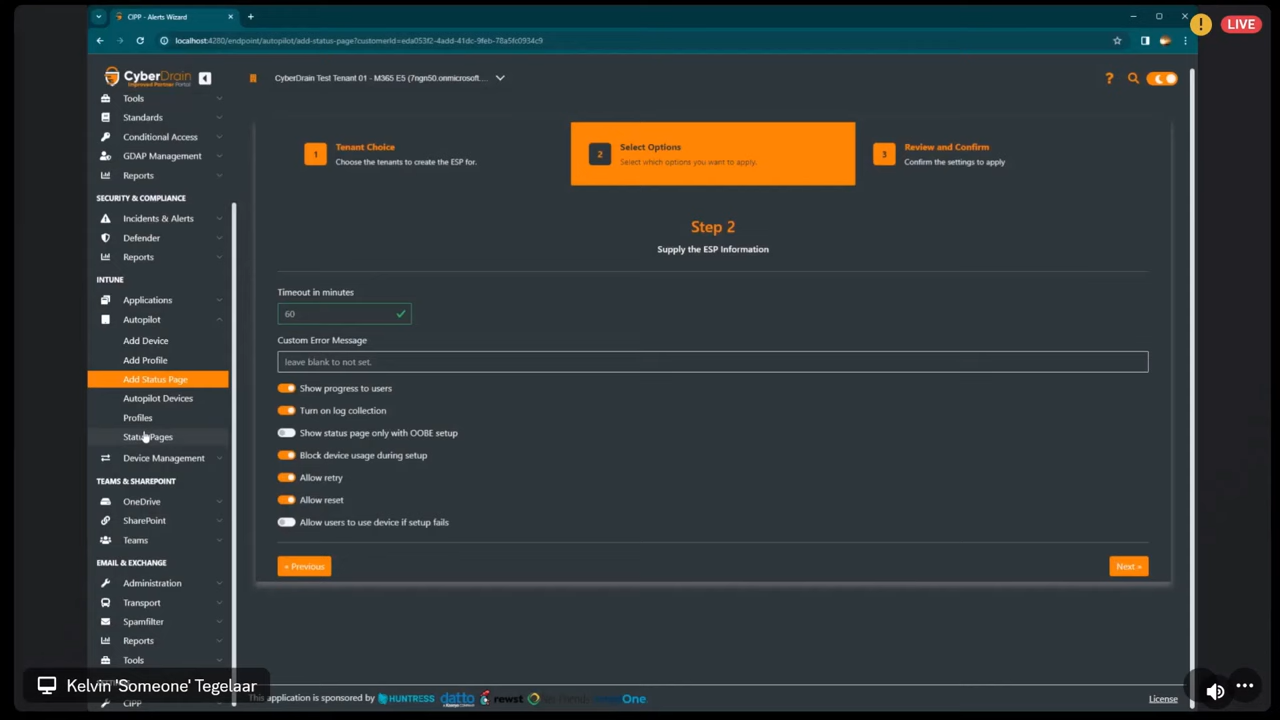 CIPP - Alerts Wizard
LIVE
localhost:4280/endpoint/autopilot/add-status-page?customerId=eda053f2-4add-41dc-9feb-78a5fc0934c9
CyberDrain
Improved Partner Portal
CyberDrain Test Tenant 01 - M365 E5 (7ngn50.onmicrosoft....
Tools
Standards
Conditional Access
GDAP Management
Reports
SECURITY & COMPLIANCE
Incidents & Alerts
Defender
Reports
INTUNE
Applications
Autopilot
Add Device
Add Profile
Add Status Page
Autopilot Devices
Profiles
Status Pages
Device Management
TEAMS & SHAREPOINT
OneDrive
SharePoint
Teams
EMAIL & EXCHANGE
Administration
Transport
Spamfilter
Reports
Tools
CIPP
1
Tenant Choice
Choose the tenants to create the ESP for.
2
Select Options
Select which options you want to apply.
3
Review and Confirm
Confirm the settings to apply
Step 2
Supply the ESP Information
Timeout in minutes
60
Custom Error Message
leave blank to not set.
Show progress to users
Turn on log collection
Show status page only with OOBE setup
Block device usage during setup
Allow retry
Allow reset
Allow users to use device if setup fails
« Previous
Next »
Kelvin 'Someone' Tegelaar
This application is sponsored by HUNTRESS datto rewst One.
License